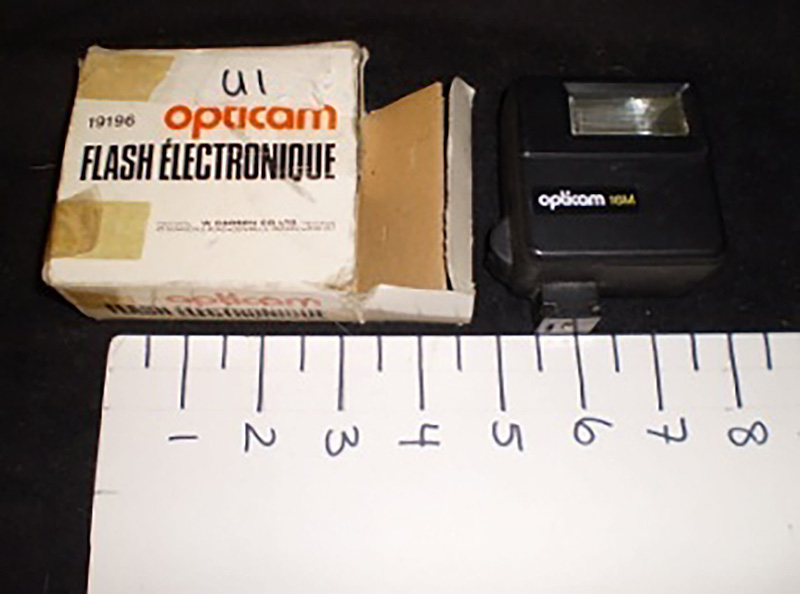 U1
19196 opticam
FLASH ÉLECTRONIQUE
W CARSEN CO LTD
opticam
FLASH ÉLECTRONIQUE
opticam 16M
1 2 3 4 5 6 7 8